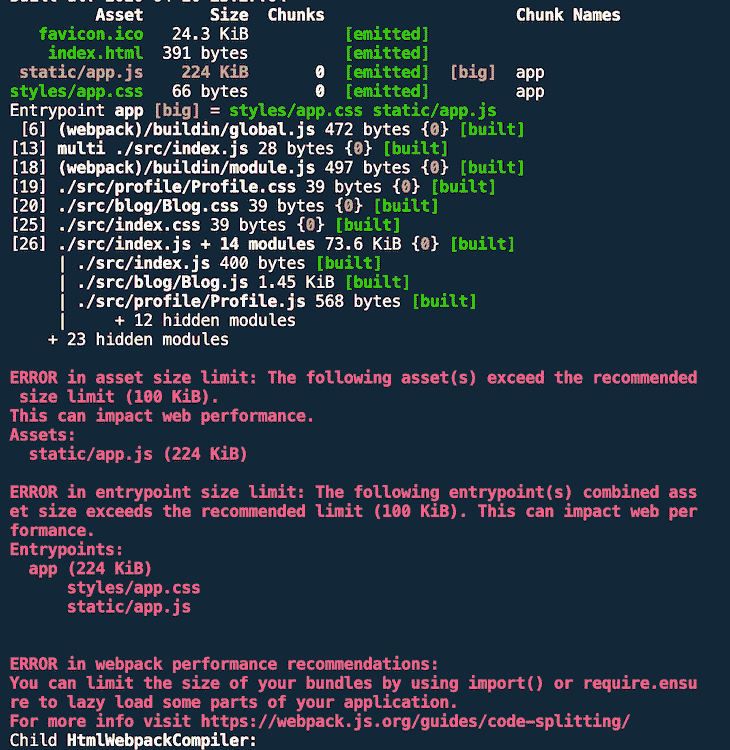 Asset Size Chunks Chunk Names
favicon.ico 24.3 KiB [emitted]
index.html 391 bytes [emitted]
static/app.js 224 KiB 0 [emitted] [big] app
styles/app.css 66 bytes 0 [emitted] app
Entrypoint app [big] = styles/app.css static/app.js
[6] (webpack)/buildin/global.js 472 bytes {0} [built]
[13] multi ./src/index.js 28 bytes {0} [built]
[18] (webpack)/buildin/module.js 497 bytes {0} [built]
[19] ./src/profile/Profile.css 39 bytes {0} [built]
[20] ./src/blog/Blog.css 39 bytes {0} [built]
[25] ./src/index.css 39 bytes {0} [built]
[26] ./src/index.js + 14 modules 73.6 KiB {0} [built]
| ./src/index.js 400 bytes [built]
| ./src/blog/Blog.js 1.45 KiB [built]
| ./src/profile/Profile.js 568 bytes [built]
| + 12 hidden modules
+ 23 hidden modules
ERROR in asset size limit: The following asset(s) exceed the recommended
size limit (100 KiB).
This can impact web performance.
Assets:
static/app.js (224 KiB)
ERROR in entrypoint size limit: The following entrypoint(s) combined ass
et size exceeds the recommended limit (100 KiB). This can impact web per
formance.
Entrypoints:
app (224 KiB)
styles/app.css
static/app.js
ERROR in webpack performance recommendations:
You can limit the size of your bundles by using import() or require.ensu
re to lazy load some parts of your application.
For more info visit https://webpack.js.org/guides/code-splitting/
Child HtmlWebpackCompiler: